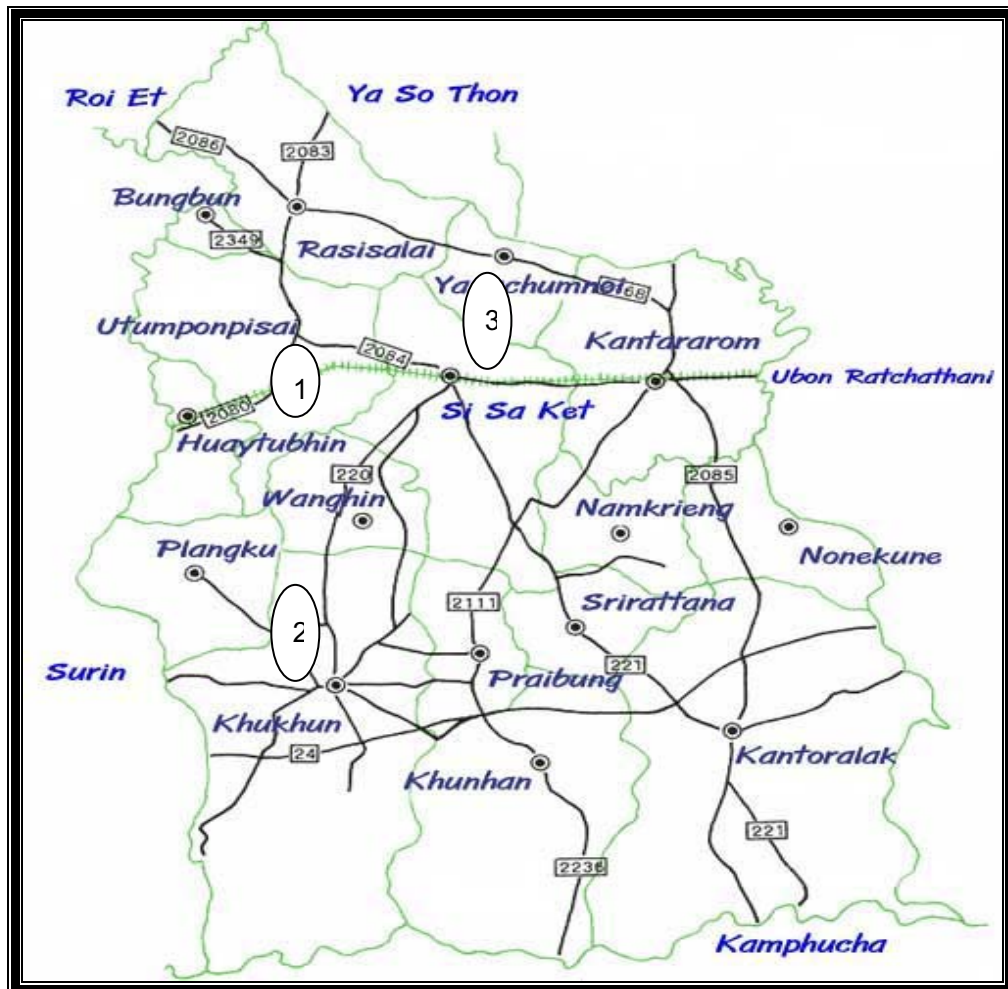 Roi Et
Ya So Thon
2086
2083
Bungbun
2349
Rasisalai
3
Utumponpisai
2084
Kantararom
1
Ubon Ratchathani
2080
Si Sa Ket
Huaytubhin
220
2085
Wanghin
Namkrieng
Plangku
Nonekune
2111
Srirattana
2
221
Surin
Praibung
Khukhun
24
Kantoralak
Khunhan
221
2236
Kamphucha